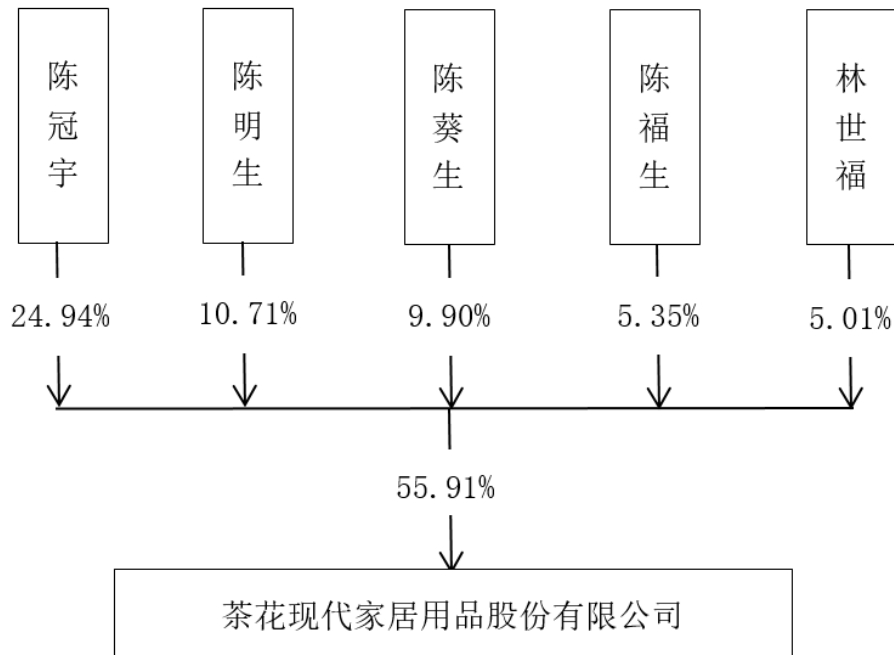 陈冠宇
陈明生
陈葵生
陈福生
林世福
24.94%
10.71%
9.90%
5.35%
5.01%
55.91%
茶花现代家居用品股份有限公司